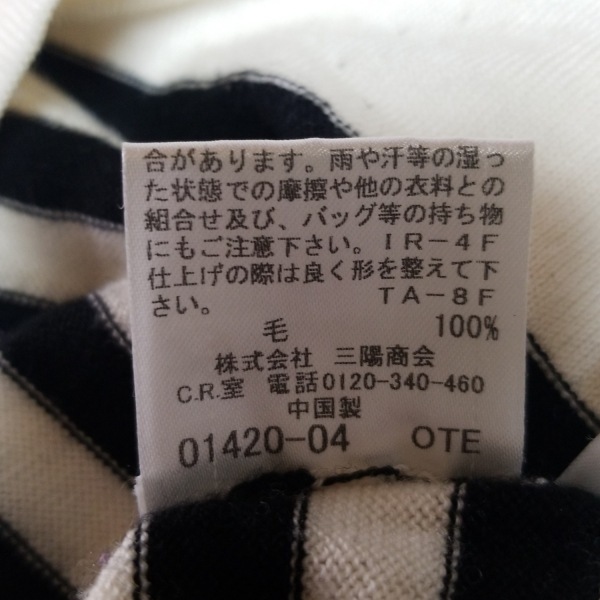 合があります。雨や汗等の湿っ
た状態での摩擦や他の衣料との
組合せ及び、バッグ等の持ち物
にもご注意下さい。ＩＲ－４Ｆ
仕上げの際は良く形を整えて下
さい。 ＴＡ－８Ｆ
毛 100%
株式会社 三陽商会
C.R.室 電話0120-340-460
中国製
01420-04 OTE